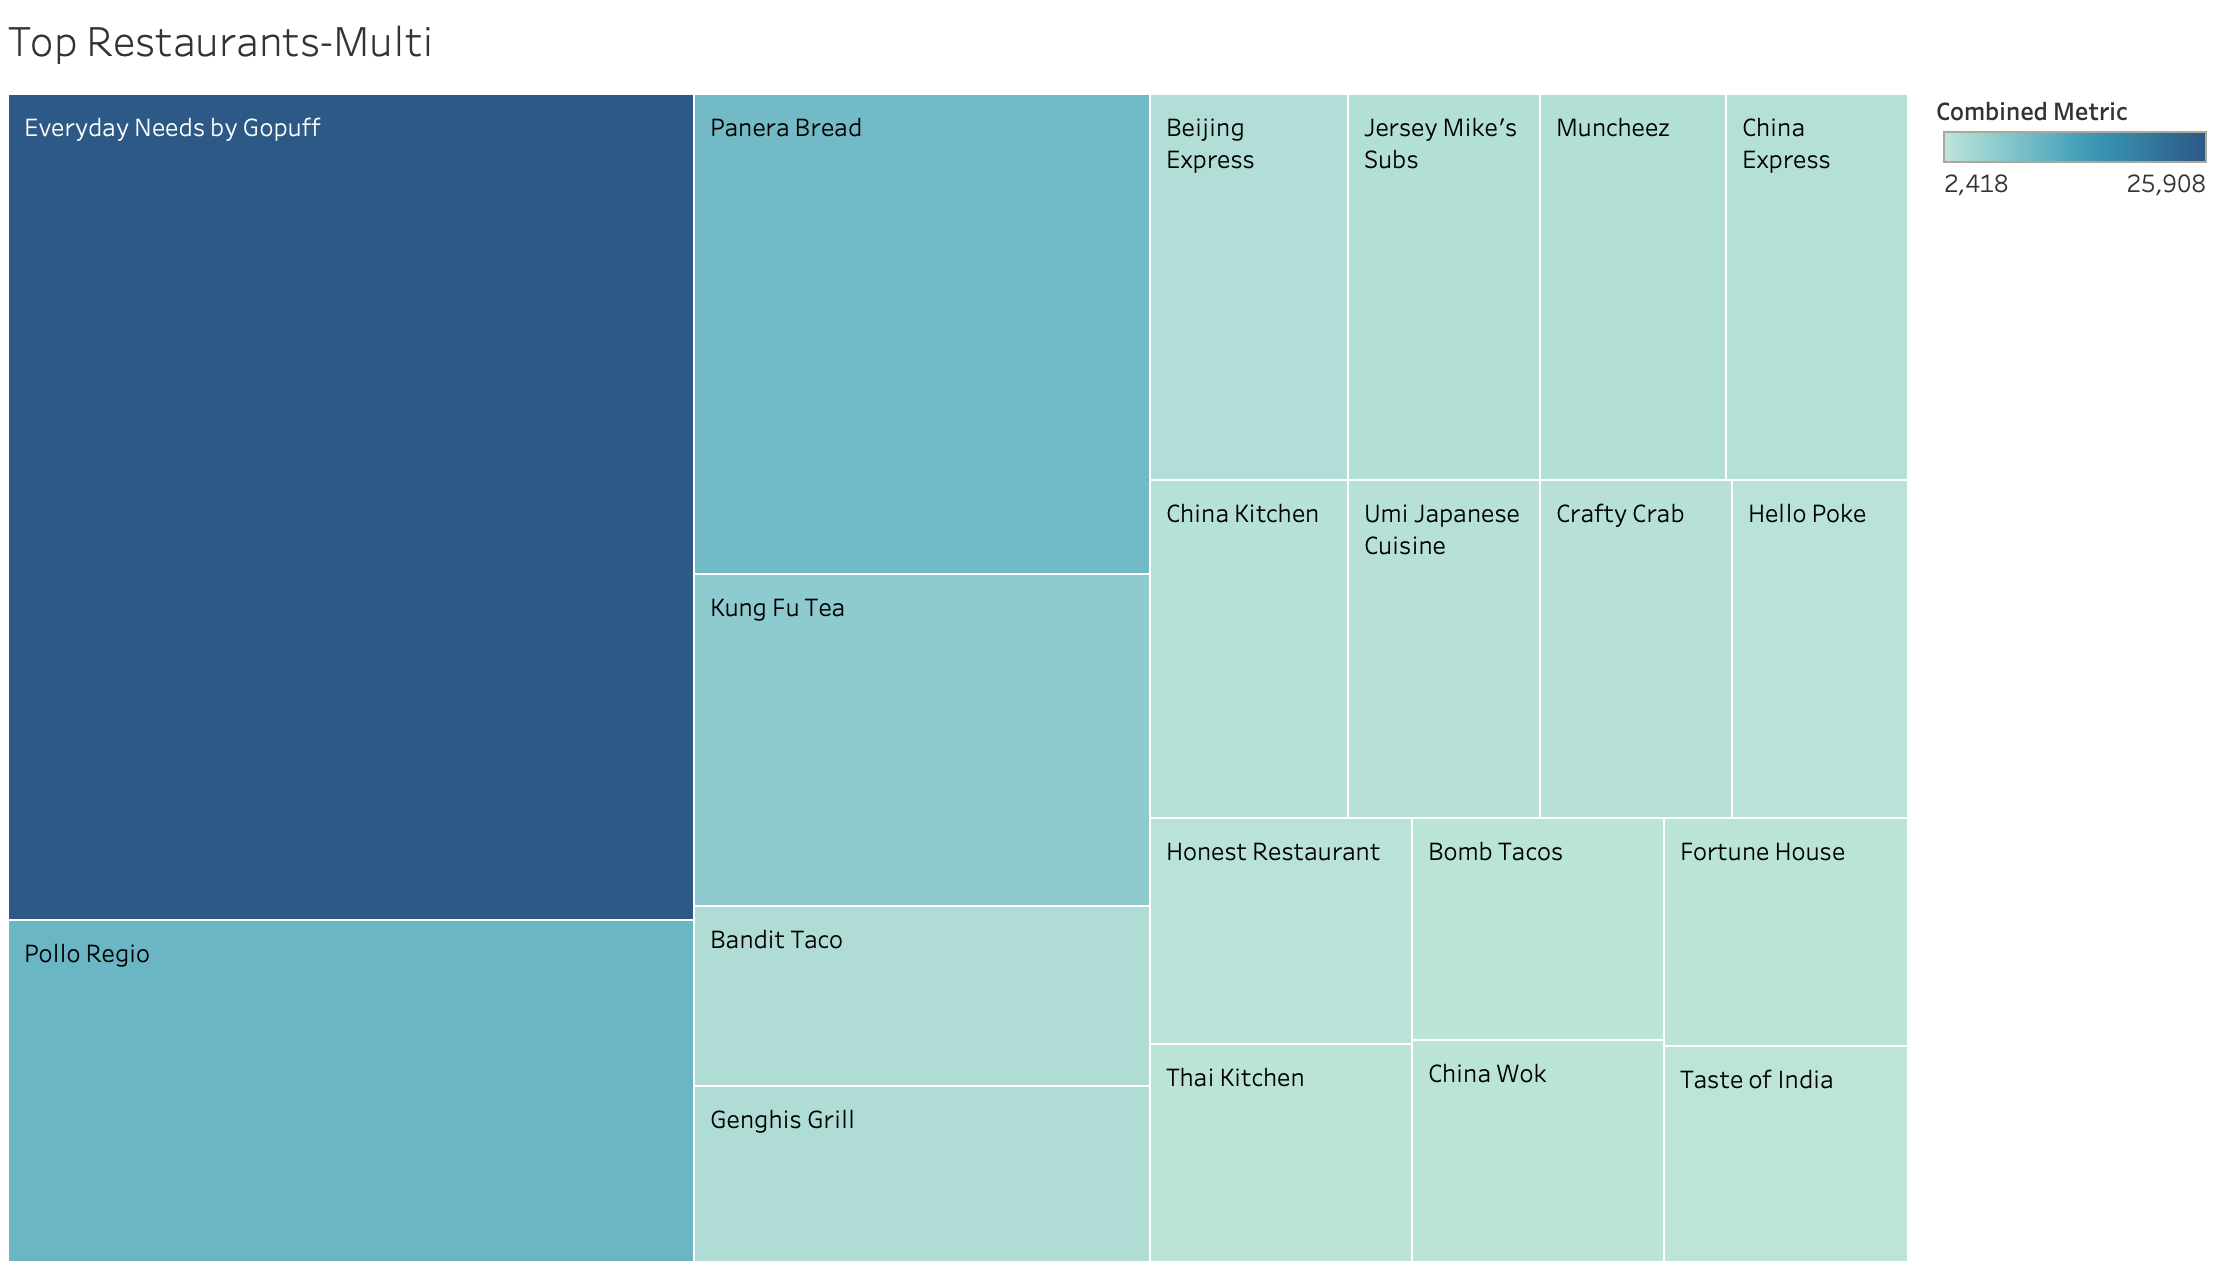 Top Restaurants-Multi
Everyday Needs by Gopuff
Pollo Regio
Panera Bread
Kung Fu Tea
Bandit Taco
Genghis Grill
Beijing
Express
Jersey Mike’s
Subs
Muncheez
China
Express
China Kitchen
Umi Japanese
Cuisine
Crafty Crab
Hello Poke
Honest Restaurant
Bomb Tacos
Fortune House
Thai Kitchen
China Wok
Taste of India
Combined Metric
2,418
25,908